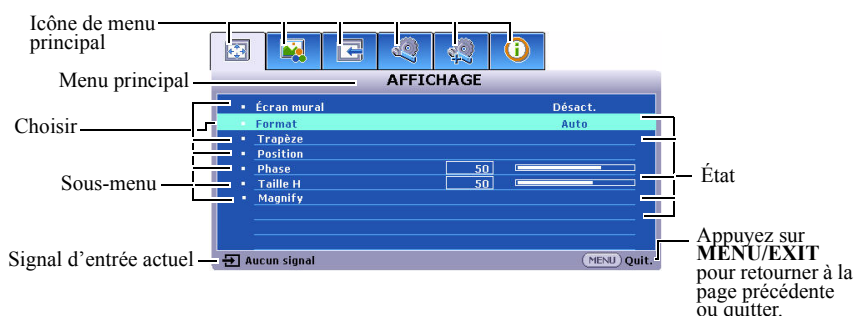 Icône de menu
principal
Menu principal
AFFICHAGE
Écran mural Désact.
Choisir
Format Auto
Trapèze
Position
Phase 50
Sous-menu
Taille H 50
État
Magnify
Signal d'entrée actuel
Aucun signal MENU Quit.
Appuyez sur
MENU/EXIT
pour retourner à la
page précédente
ou quitter.